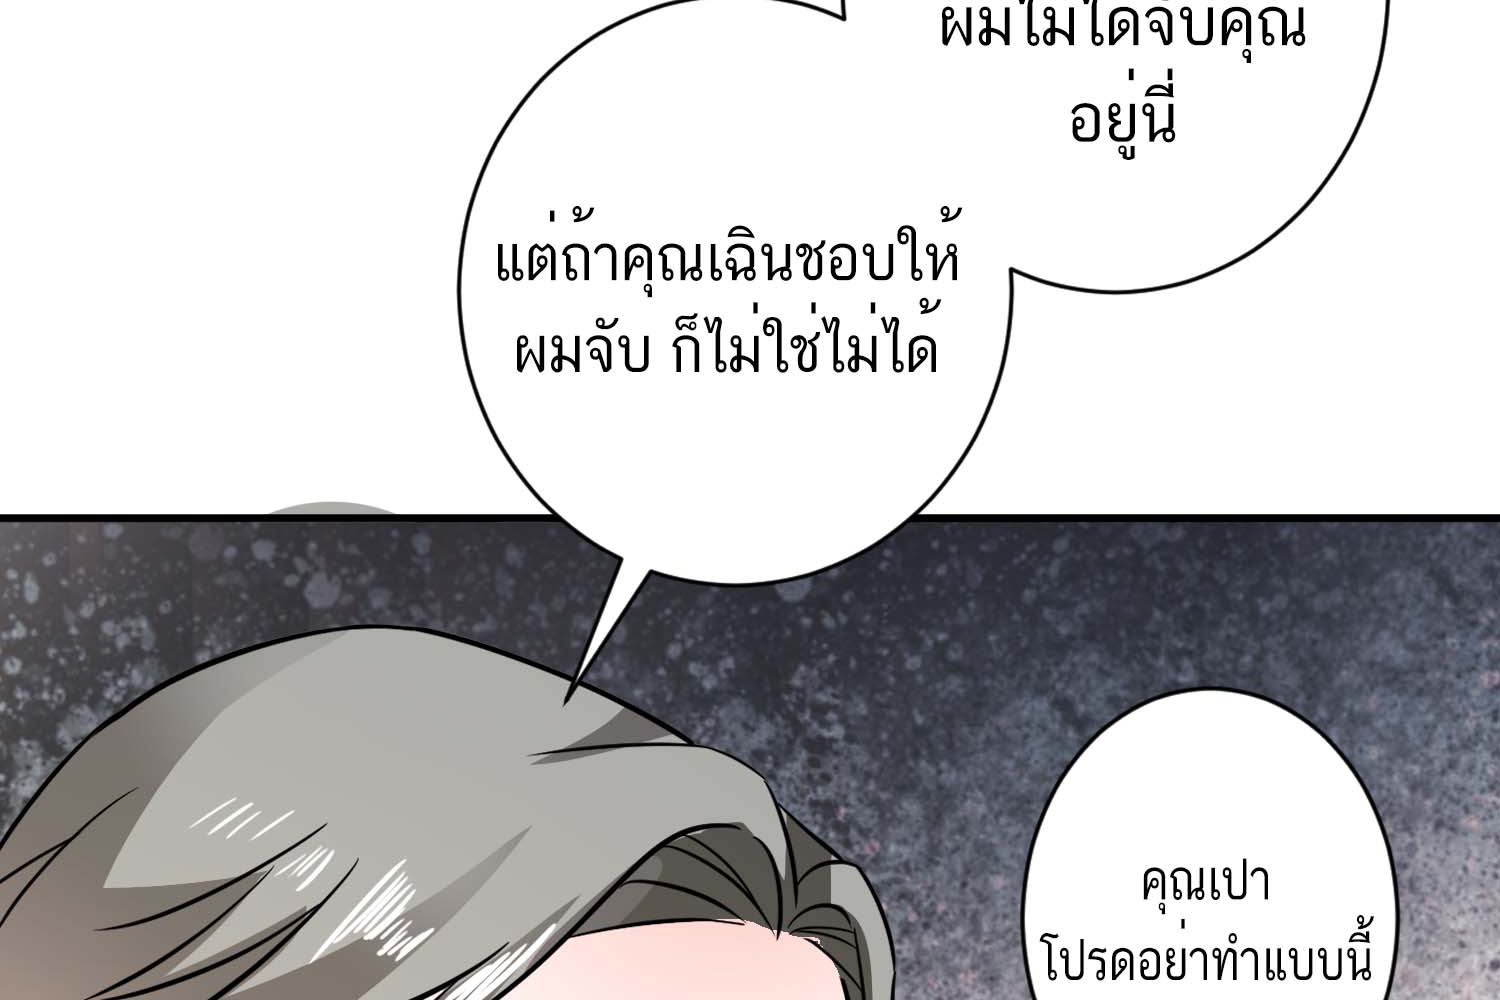 ผมไม่ได้จับคุณ
อยู่นี่
แต่ถ้าคุณเฉินชอบให้
ผมจับ ก็ไม่ใช่ไม่ได้
คุณเปา
โปรดอย่าทำแบบนี้